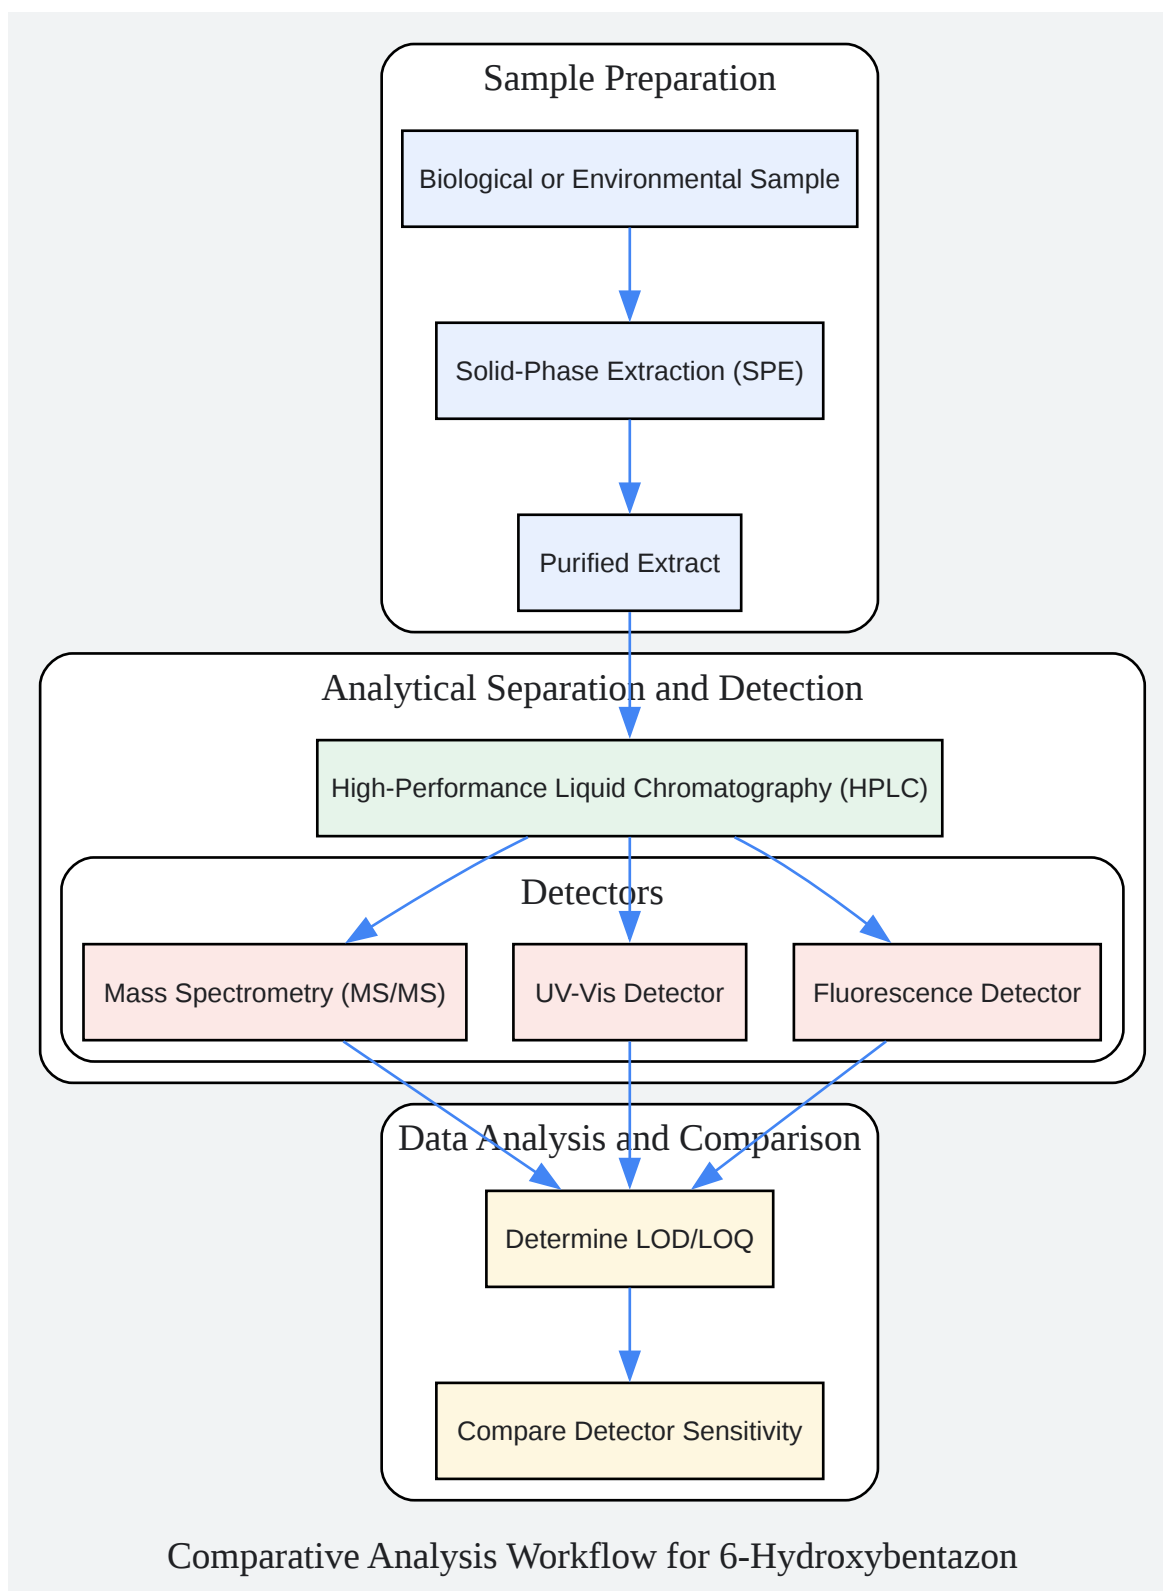 Sample Preparation
Biological or Environmental Sample
Solid-Phase Extraction (SPE)
Purified Extract
Analytical Separation and Detection
High-Performance Liquid Chromatography (HPLC)
Detectors
Mass Spectrometry (MS/MS)
UV-Vis Detector
Fluorescence Detector
Data Analysis and Comparison
Determine LOD/LOQ
Compare Detector Sensitivity
Comparative Analysis Workflow for 6-Hydroxybentazon